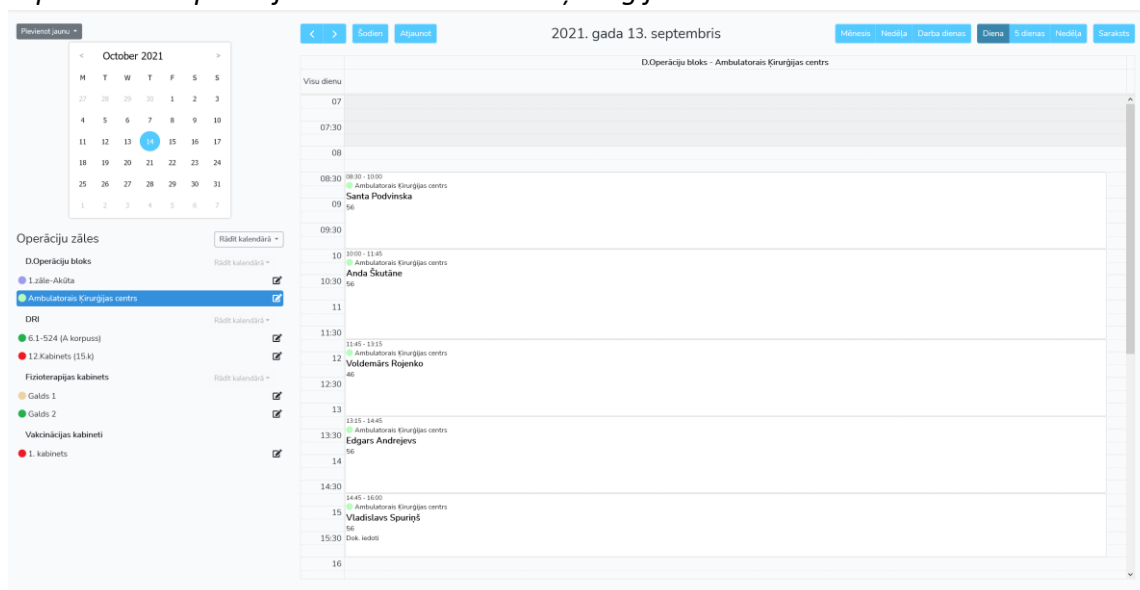 Pievienot jaunu
< October 2021 >
M T W T F S S
27 28 29 30 1 2 3
4 5 6 7 8 9 10
11 12 13 14 15 16 17
18 19 20 21 22 23 24
25 26 27 28 29 30 31
1 2 3 4 5 6 7
Operāciju zāles Rādīt kalendārā
D.Operāciju bloks Rādīt kalendārā
1.zāle-Akūta
Ambulatorais Ķirurģijas centrs
DRI Rādīt kalendārā
6.1-524 (A korpuss)
12.Kabinets (15.k)
Fizioterapijas kabinets Rādīt kalendārā
Galds 1
Galds 2
Vakcinācijas kabineti
1. kabinets
< > Šodien Atjaunot 2021. gada 13. septembris Mēnesis Nedēļa Darba dienas Diena 5 dienas Nedēļa Saraksts
D.Operāciju bloks - Ambulatorais Ķirurģijas centrs
Visu dienu
07
07:30
08
08:30 08:30 - 10:00
Ambulatorais Ķirurģijas centrs
Santa Podvinska
09 56
09:30
10 10:00 - 11:45
Ambulatorais Ķirurģijas centrs
Anda Škutāne
10:30 56
11
11:30
11:45 - 13:15
Ambulatorais Ķirurģijas centrs
12 Voldemārs Rojenko
46
12:30
13
13:15 - 14:45
Ambulatorais Ķirurģijas centrs
13:30 Edgars Andrejevs
56
14
14:30
14:45 - 16:00
Ambulatorais Ķirurģijas centrs
15 Vladislavs Spuriņš
56
15:30 Dok. iedoti
16